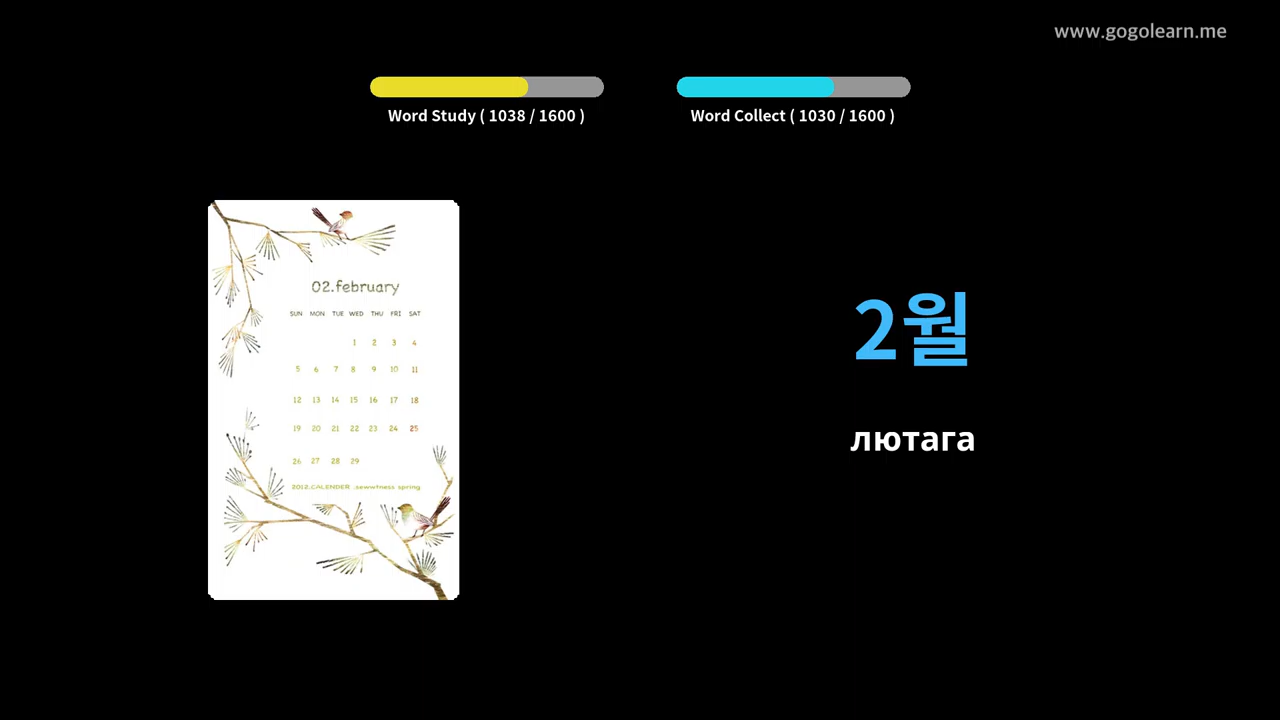 www.gogolearn.me
Word Study ( 1038 / 1600 )
Word Collect ( 1030 / 1600 )
02.february
SUN MON TUE WED THU FRI SAT
1 2 3 4
5 6 7 8 9 10 11
12 13 14 15 16 17 18
19 20 21 22 23 24 25
26 27 28 29
2012.CALENDER .sewwtness spring
2월
лютага